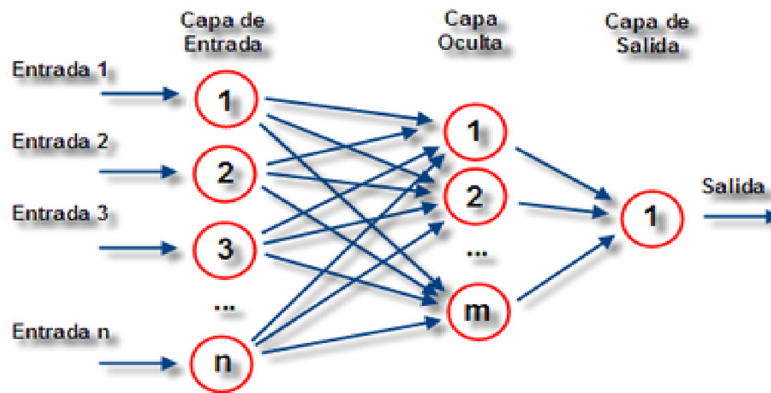 Capa de
Entrada
Capa
Oculta
Capa de
Salida
Entrada 1
1
Entrada 2
2
Entrada 3
3
...
Entrada n
n
1
2
...
m
1
Salida